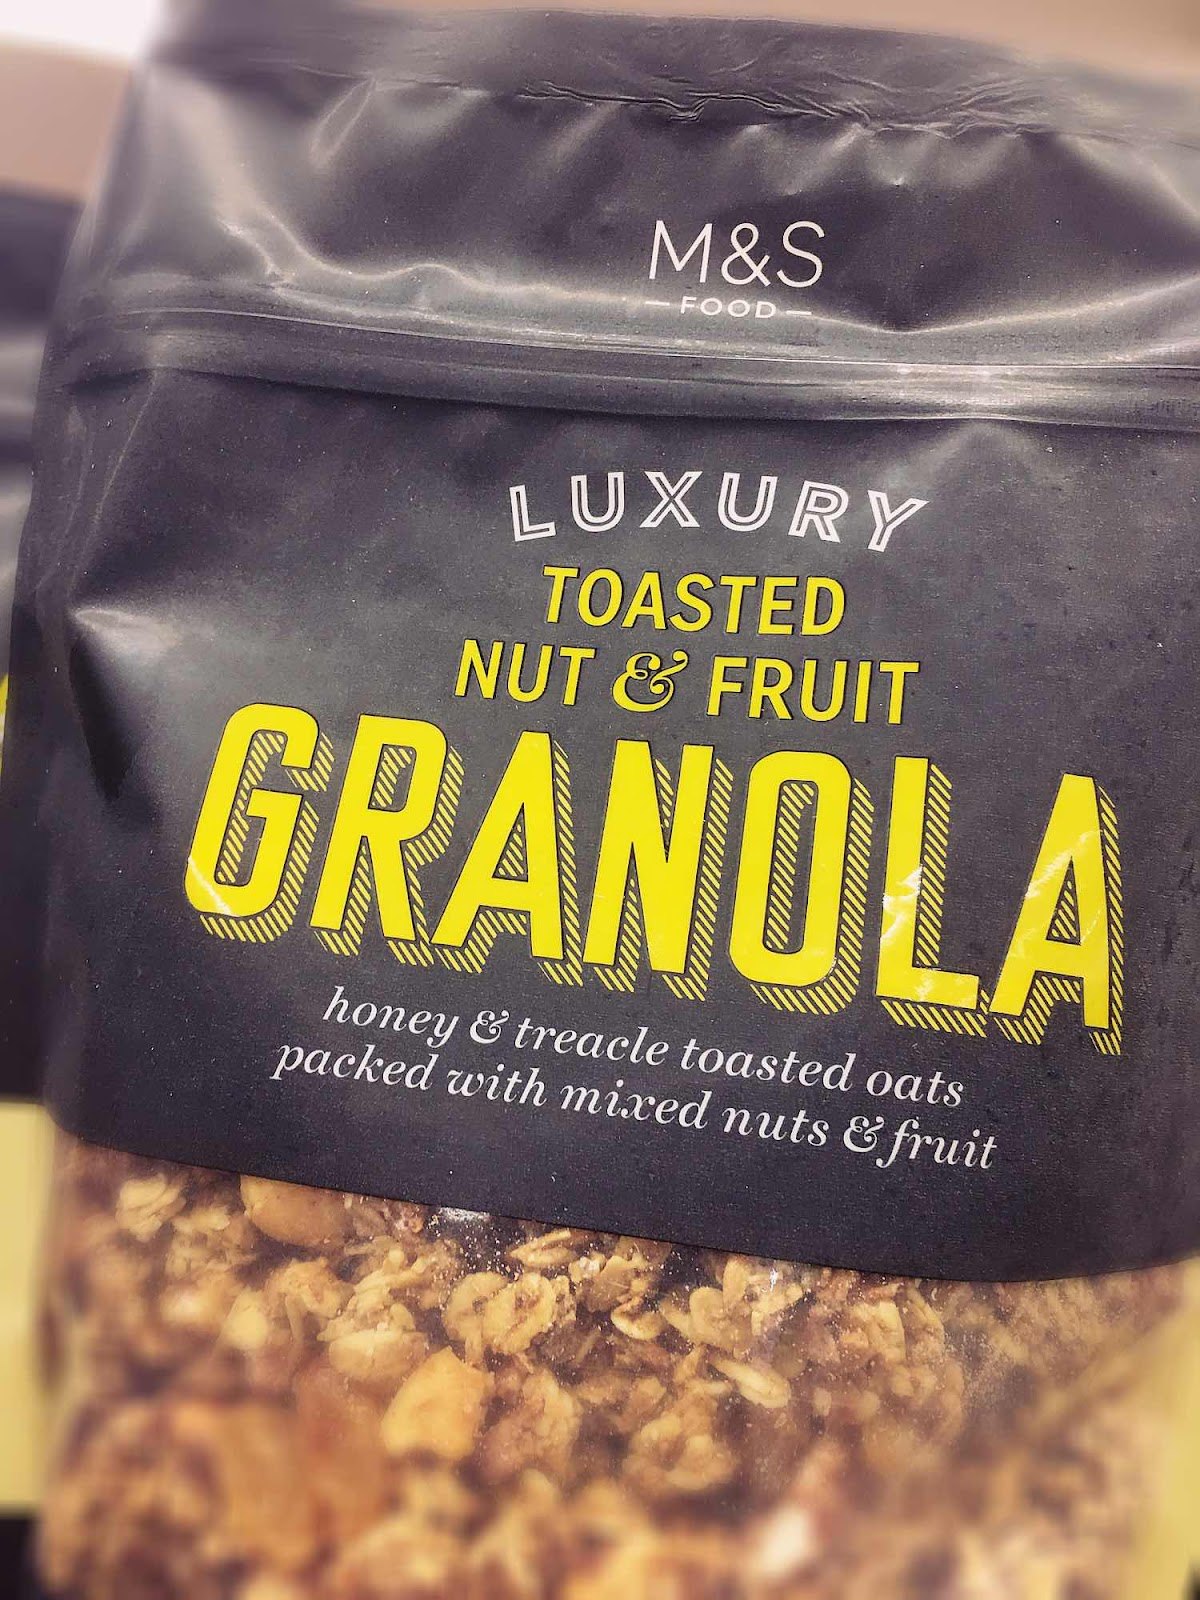 M&S
FOOD
LUXURY
TOASTED
NUT & FRUIT
GRANOLA
honey & treacle toasted oats
packed with mixed nuts & fruit